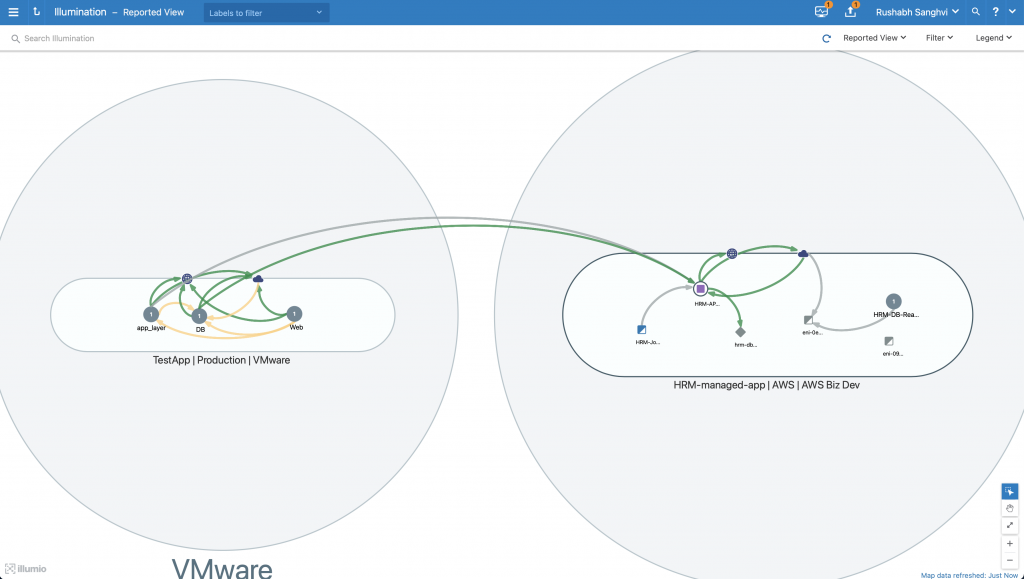 Illumination – Reported View
Labels to filter
1
1
Rushabh Sanghvi
?
Search Illumination
Reported View
Filter
Legend
1
app_layer
1
DB
1
Web
TestApp | Production | VMware
HRM-AP...
HRM-Jo...
hrm-db...
eni-0e...
1
HRM-DB-Rea...
eni-09...
HRM-managed-app | AWS | AWS Biz Dev
VMware
illumio
Map data refreshed: Just Now